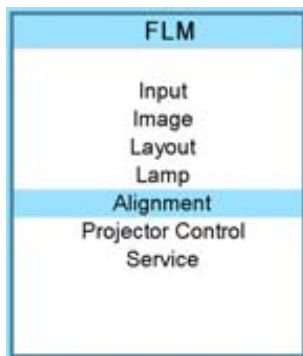 FLM
Input
Image
Layout
Lamp
Alignment
Projector Control
Service